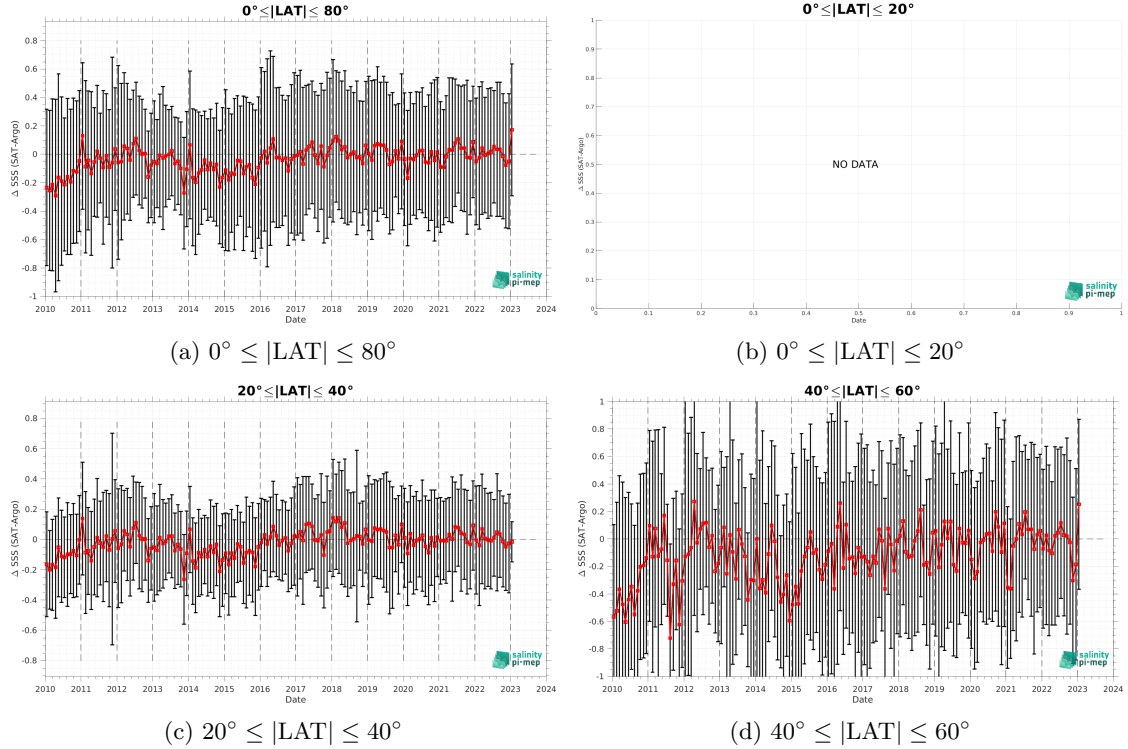 0°≤|LAT|≤ 80°
0.8
0.6
0.4
0.2
0
-0.2
-0.4
-0.6
-0.8
-1
Δ SSS (SAT-Argo)
2010 2011 2012 2013 2014 2015 2016 2017 2018 2019 2020 2021 2022 2023 2024
Date
salinity
pi-mep
(a) 0° ≤ |LAT| ≤ 80°
0°≤|LAT|≤ 20°
1
0.9
0.8
0.7
0.6
0.5
0.4
0.3
0.2
0.1
0
Δ SSS (SAT-Argo)
NO DATA
0 0.1 0.2 0.3 0.4 0.5 0.6 0.7 0.8 0.9 1
Date
salinity
pi-mep
(b) 0° ≤ |LAT| ≤ 20°
20°≤|LAT|≤ 40°
0.8
0.6
0.4
0.2
0
-0.2
-0.4
-0.6
-0.8
Δ SSS (SAT-Argo)
2010 2011 2012 2013 2014 2015 2016 2017 2018 2019 2020 2021 2022 2023 2024
Date
salinity
pi-mep
(c) 20° ≤ |LAT| ≤ 40°
40°≤|LAT|≤ 60°
1
0.8
0.6
0.4
0.2
0
-0.2
-0.4
-0.6
-0.8
-1
Δ SSS (SAT-Argo)
2010 2011 2012 2013 2014 2015 2016 2017 2018 2019 2020 2021 2022 2023 2024
Date
salinity
pi-mep
(d) 40° ≤ |LAT| ≤ 60°